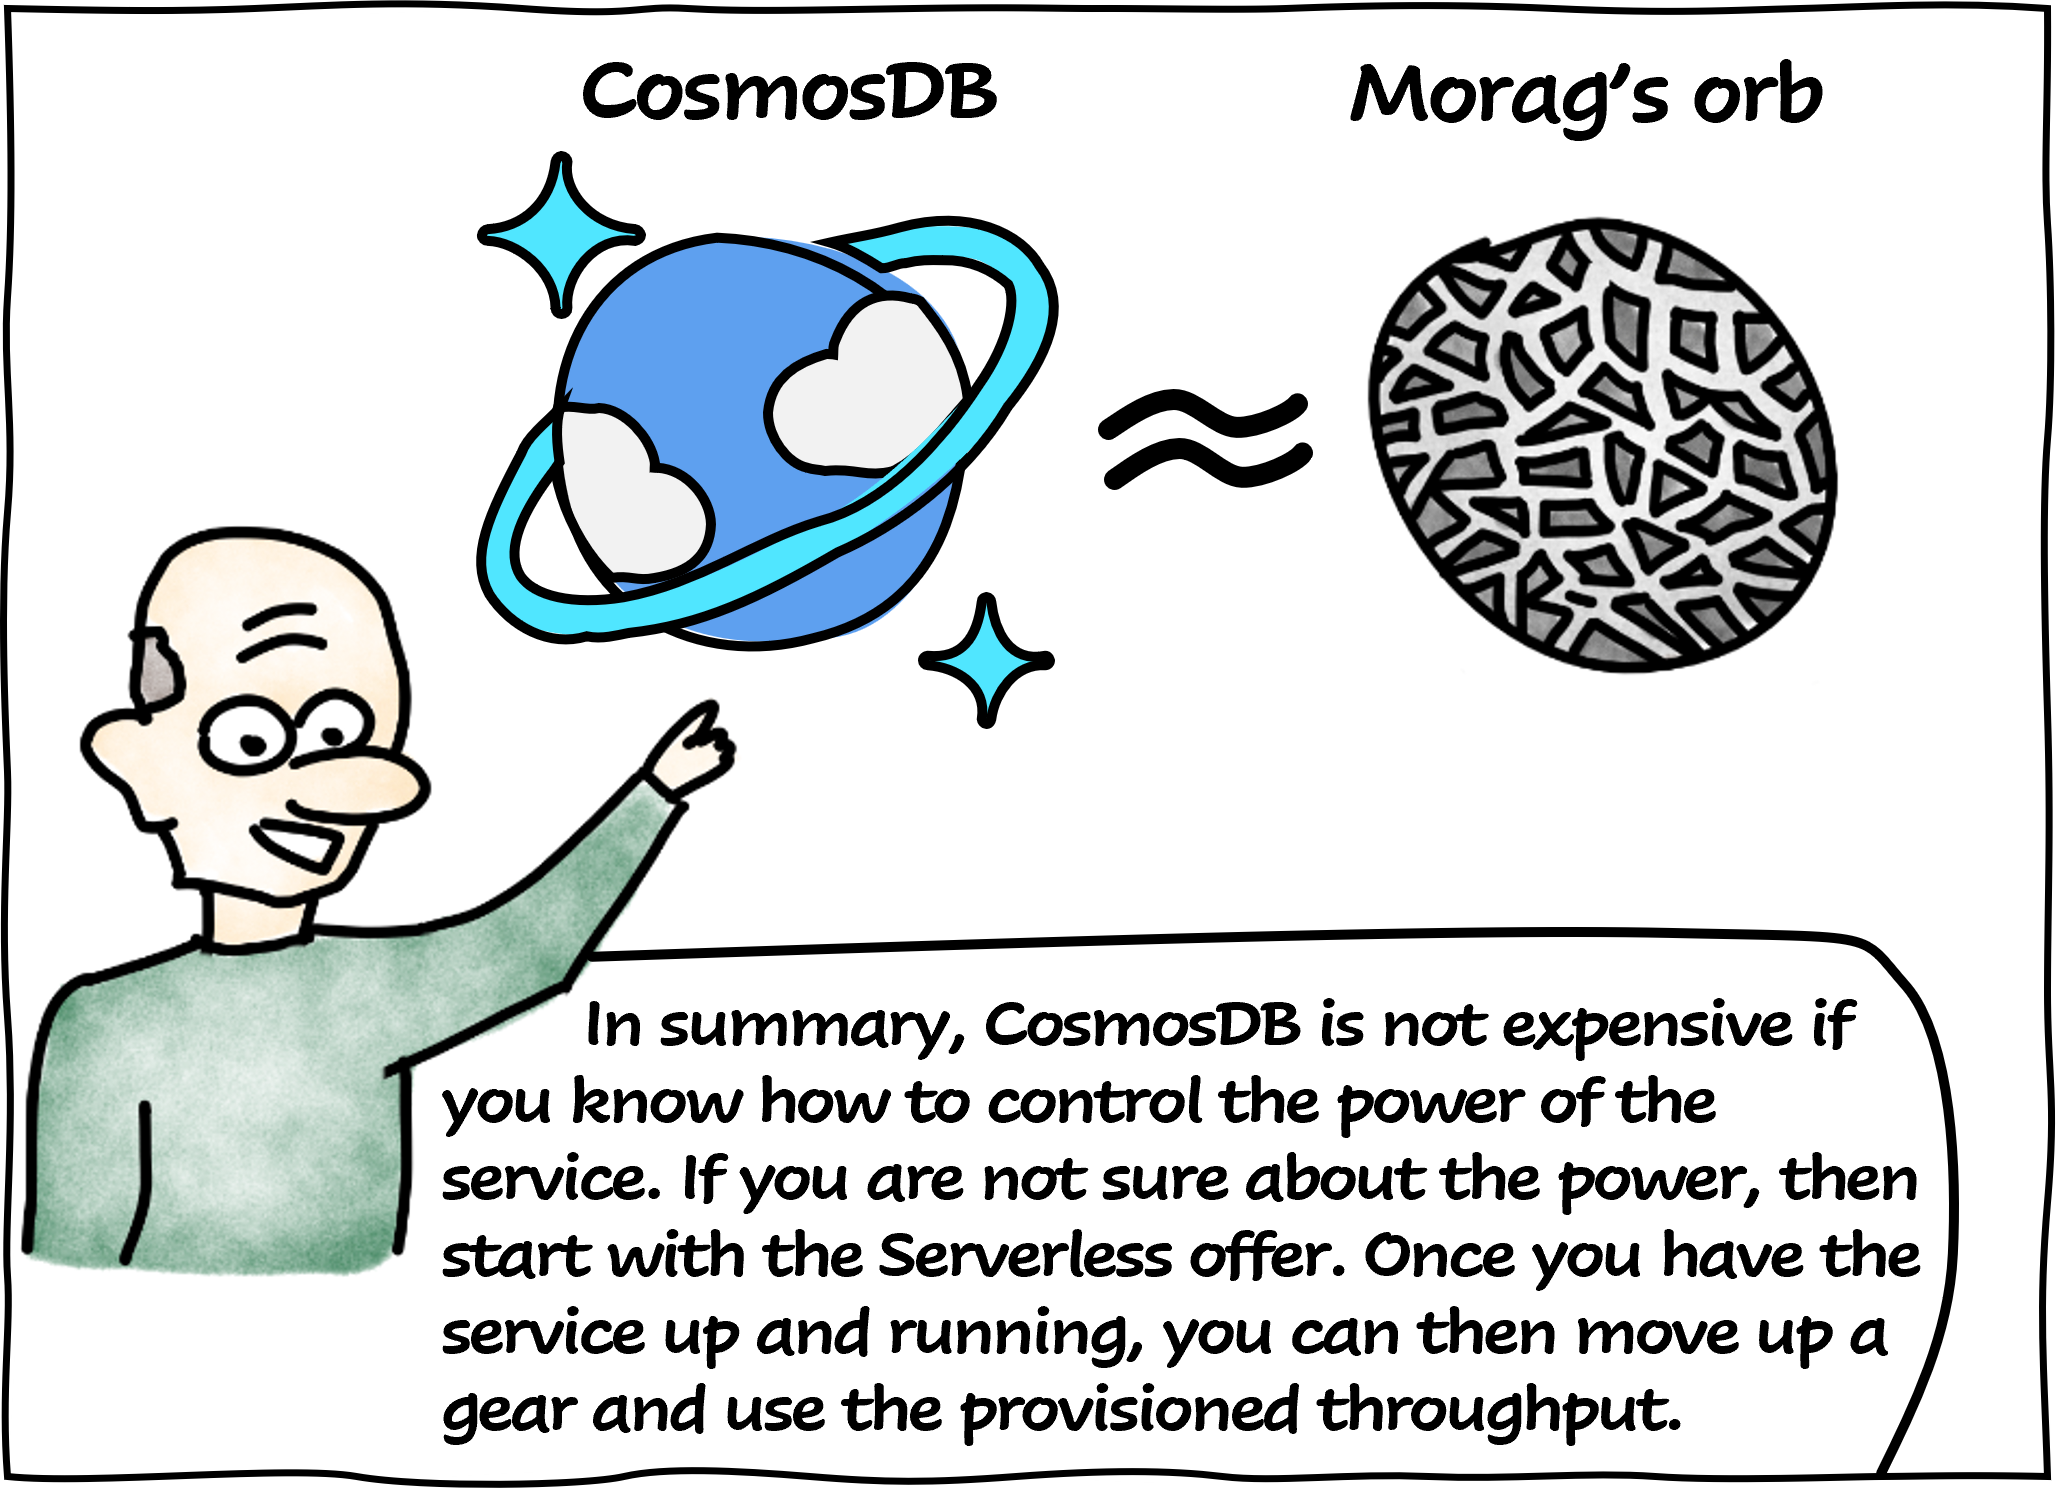 CosmosDB
Morag's orb
In summary, CosmosDB is not expensive if
you know how to control the power of the
service. If you are not sure about the power, then
start with the Serverless offer. Once you have the
service up and running, you can then move up a
gear and use the provisioned throughput.